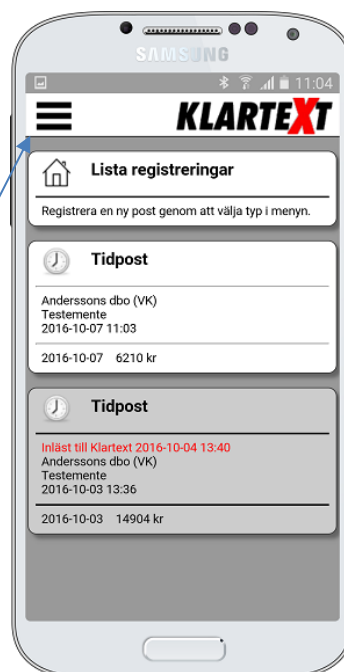 SAMSUNG
11:04
KLARTEXT
Lista registreringar
Registrera en ny post genom att välja typ i menyn.
Tidpost
Anderssons dbo (VK)
Testemente
2016-10-07 11:03
2016-10-07 6210 kr
Tidpost
Inläst till Klartext 2016-10-04 13:40
Anderssons dbo (VK)
Testemente
2016-10-03 13:36
2016-10-03 14904 kr